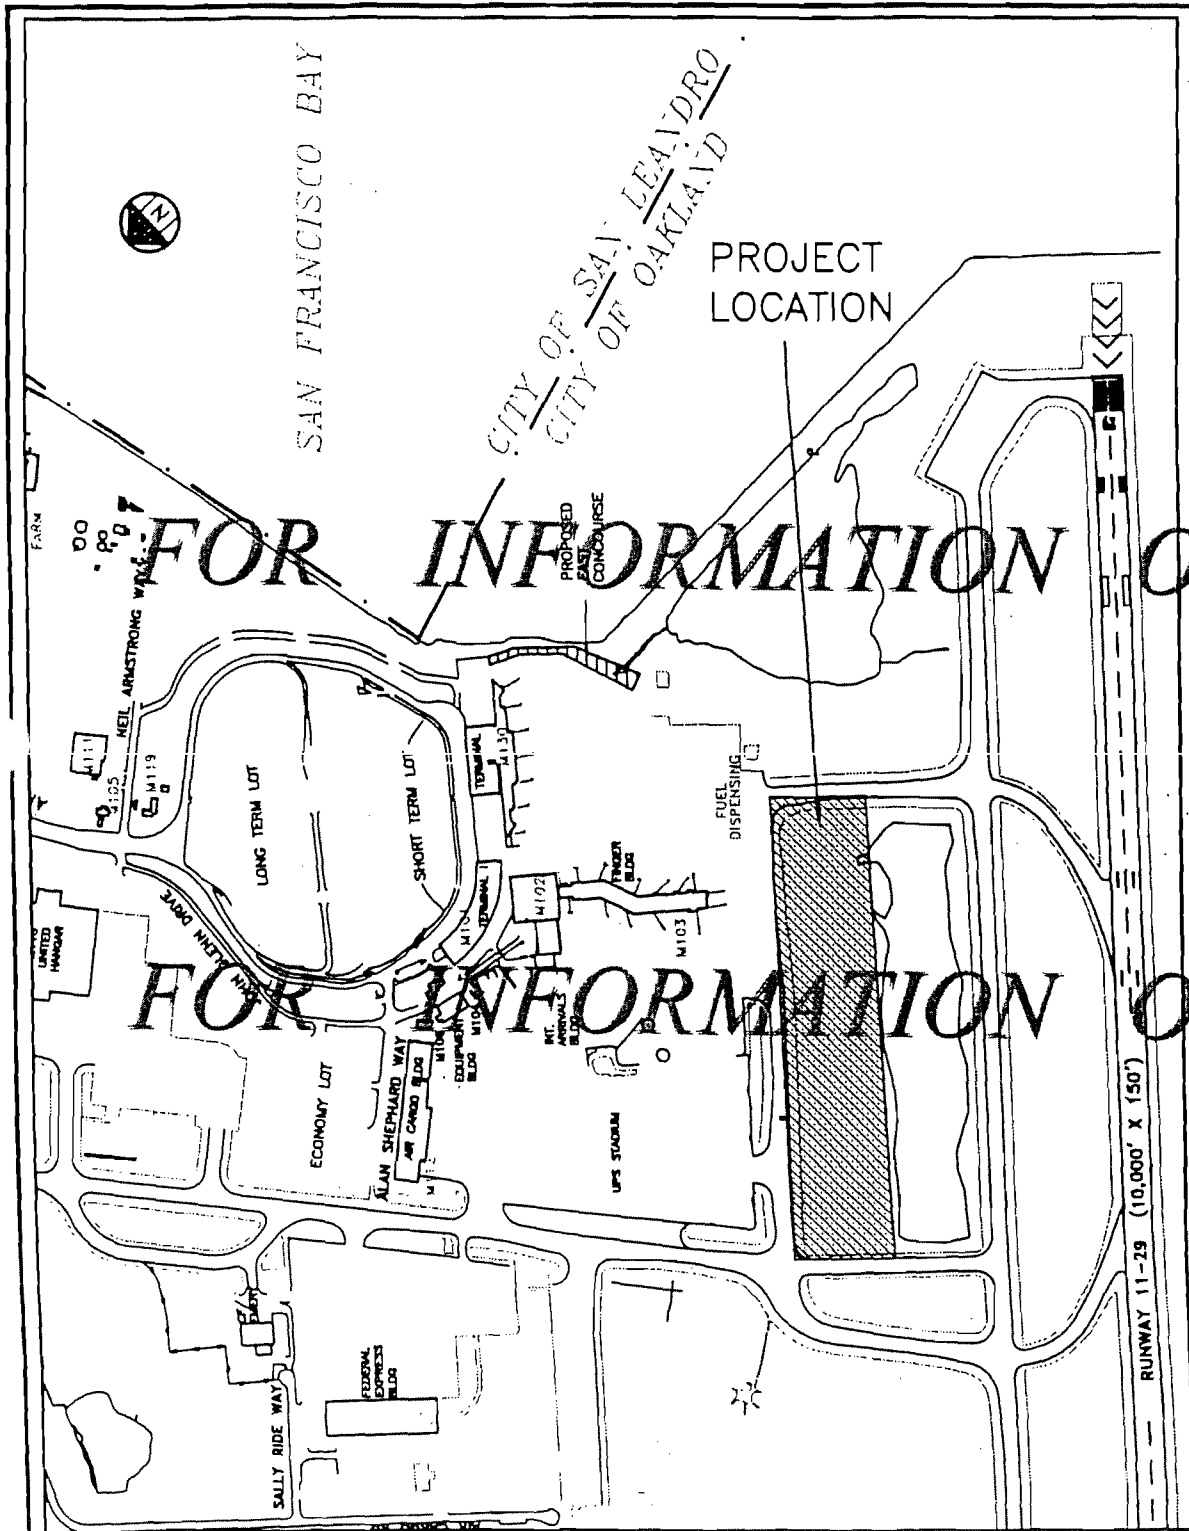 SAN FRANCISCO BAY
CITY OF SAN LEANDRO
CITY OF OAKLAND
N
PROJECT
LOCATION
FARM
FOR INFORMATION O
PROPOSED
EAST
CONCOURSE
NEIL ARMSTRONG WAY
M111
M105
M119
LONG TERM LOT
SHORT TERM LOT
TERMINAL
M130
FUEL
DISPENSING
UNITED
HANGAR
JOHN GLENN DRIVE
TERMINAL
M102
FINGER
BLDG
M103
FOR INFORMATION O
ECONOMY LOT
ALAN SHEPHARD WAY
AIR CARGO BLDG
EQUIPMENT
BLDG
INT.
ARRIVALS
BLDG
UPS STADIUM
RUNWAY 11-29 (10,000' X 150')
FEDERAL
EXPRESS
BLDG
SALLY RIDE WAY